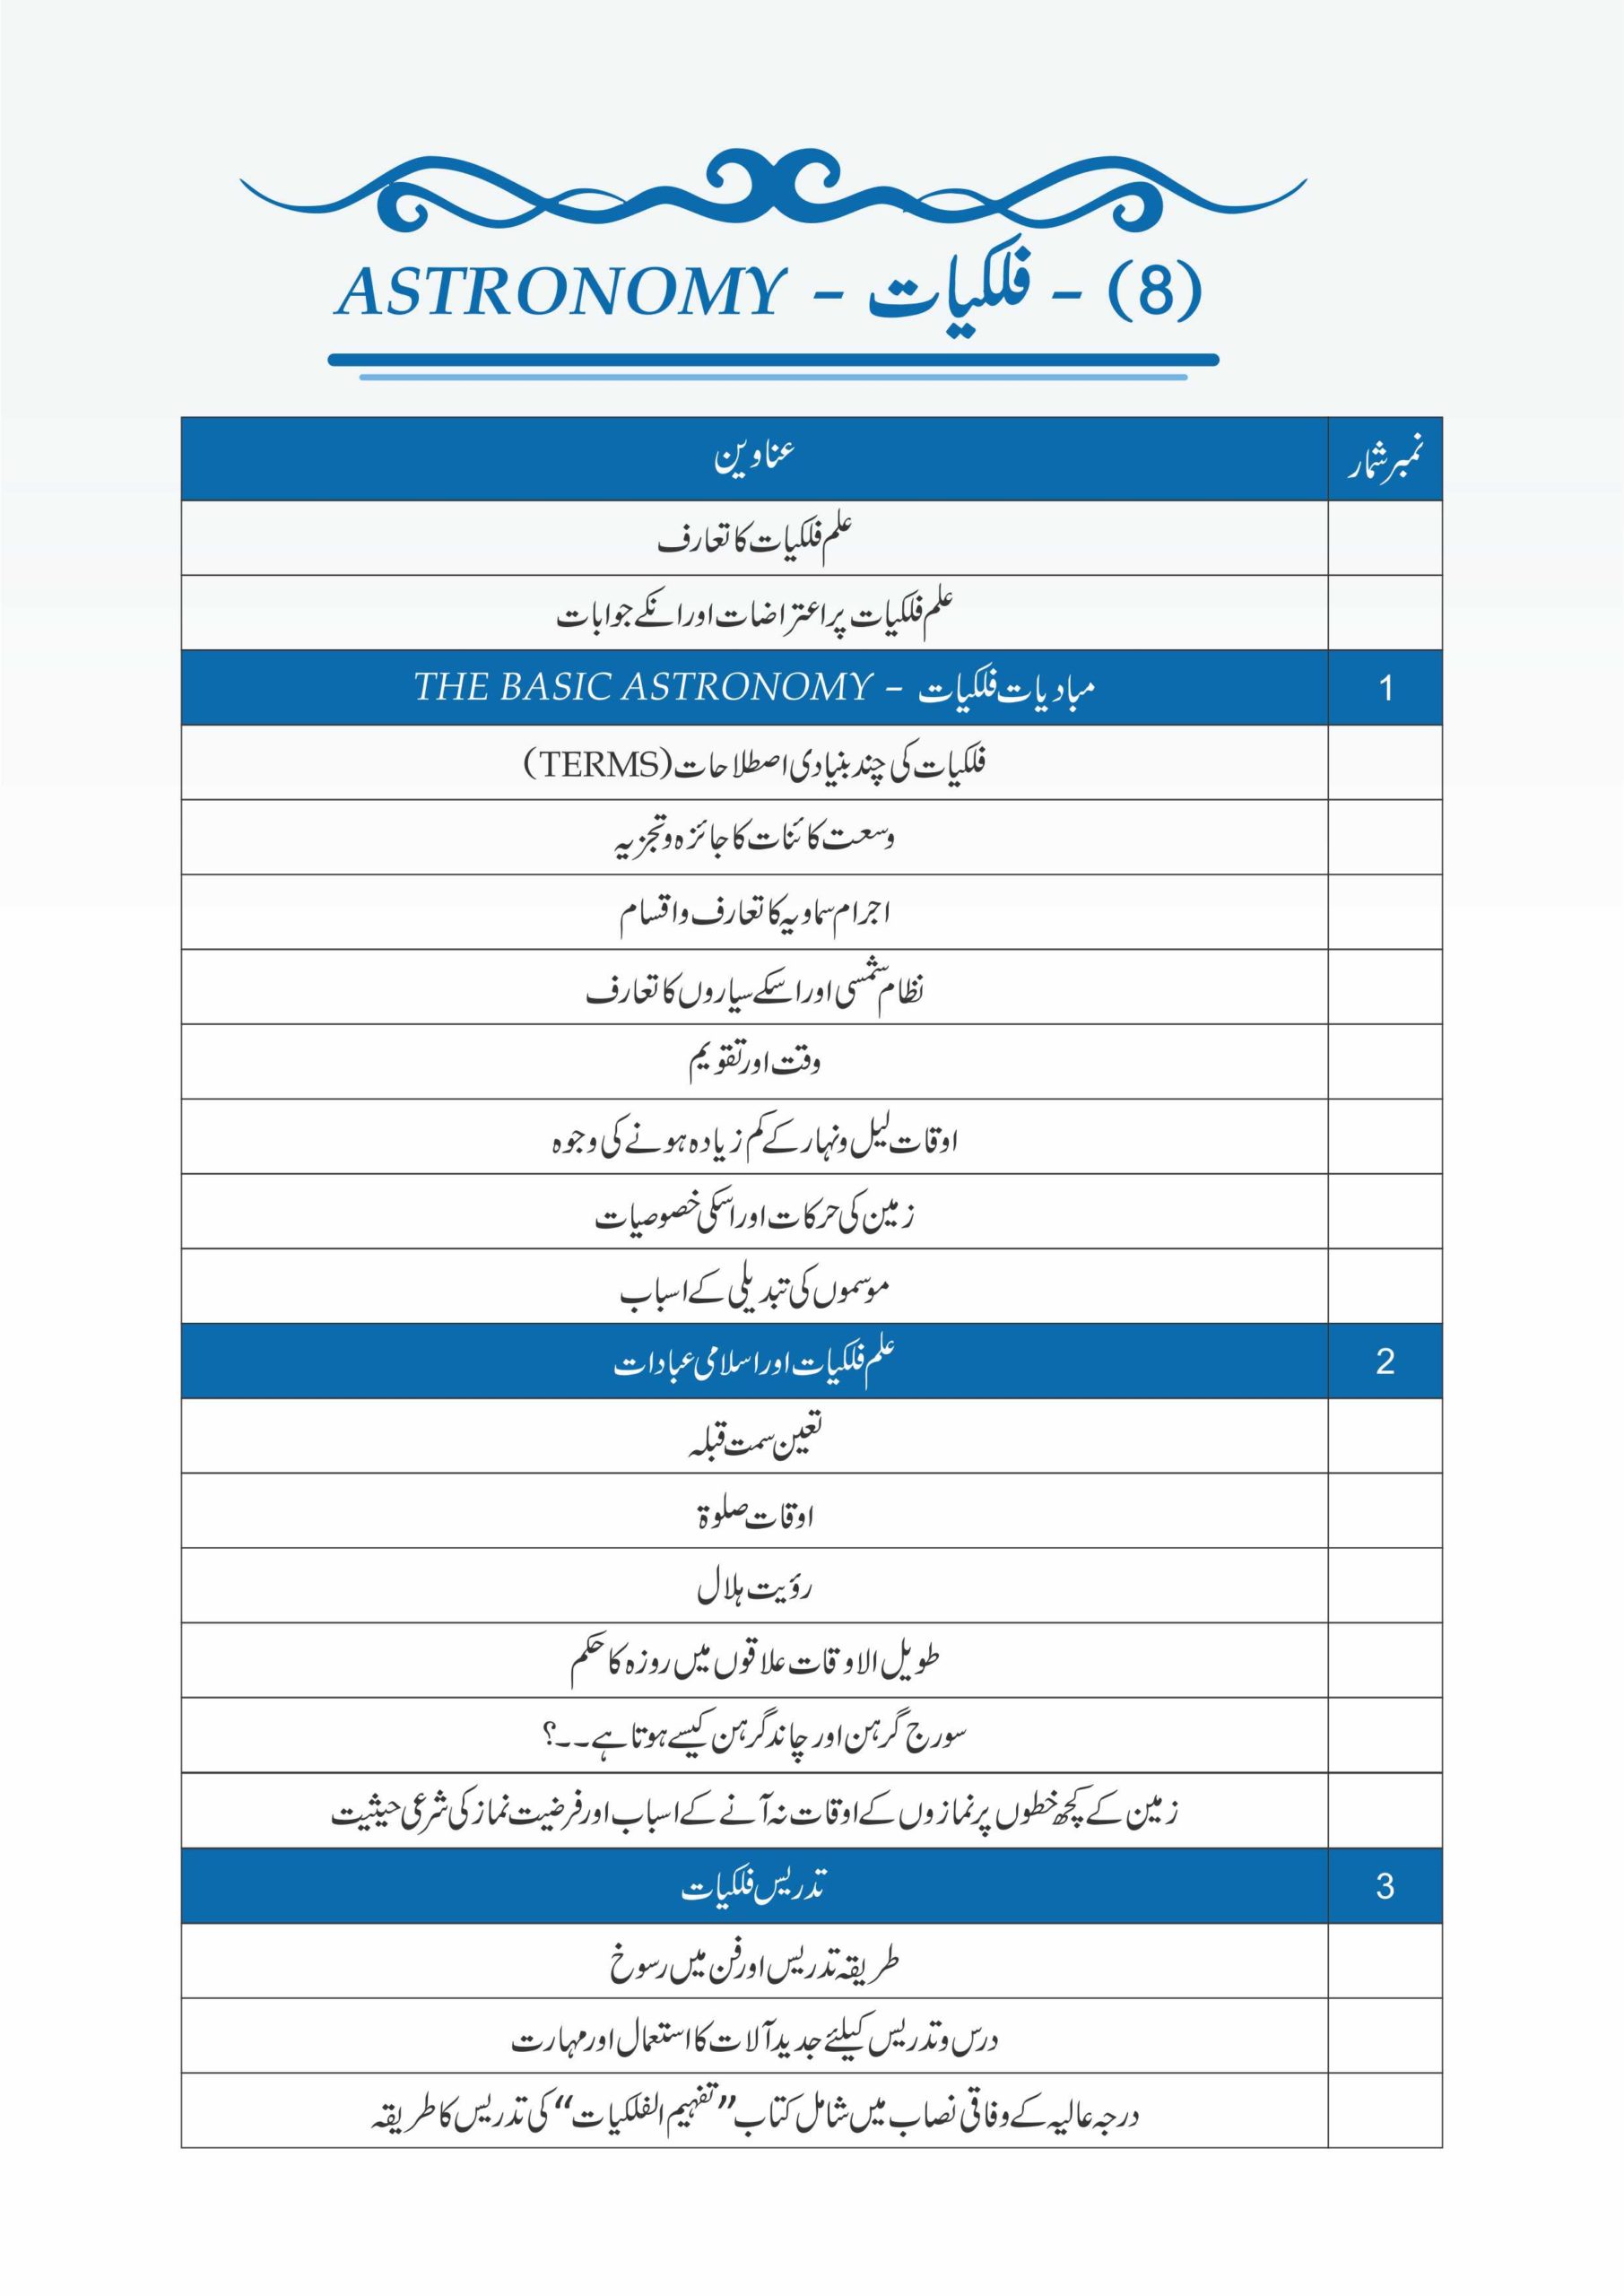 (8) - فلکیات - ASTRONOMY
نمبر شمار عناوین
علم فلکیات کا تعارف
علم فلکیات پر اعتراضات اور انکے جوابات
1 مبادیات فلکیات - THE BASIC ASTRONOMY
فلکیات کی چند بنیادی اصطلاحات (TERMS)
وسعت کائنات کا جائزہ و تجزیہ
اجرام سماویہ کا تعارف و اقسام
نظام شمسی اور اسکے سیاروں کا تعارف
وقت اور تقویم
اوقات لیل و نہار کے کم زیادہ ہونے کی وجوہ
زمین کی حرکات اور اسکی خصوصیات
موسموں کی تبدیلی کے اسباب
2 علم فلکیات اور اسلامی عبادات
تعین سمت قبلہ
اوقات صلوۃ
رؤیت ہلال
طویل الاوقات علاقوں میں روزہ کا حکم
سورج گرہن اور چاند گرہن کیسے ہوتا ہے۔۔؟
زمین کے کچھ خطوں پر نمازوں کے اوقات نہ آنے کے اسباب اور فرضیت نماز کی شرعی حیثیت
3 تدریس فلکیات
طریقہ تدریس اور فن میں رسوخ
درس و تدریس کیلئے جدید آلات کا استعمال اور مہارت
درجہ عالیہ کے وفاقی نصاب میں شامل کتاب ”تفہیم الفلکیات“ کی تدریس کا طریقہ